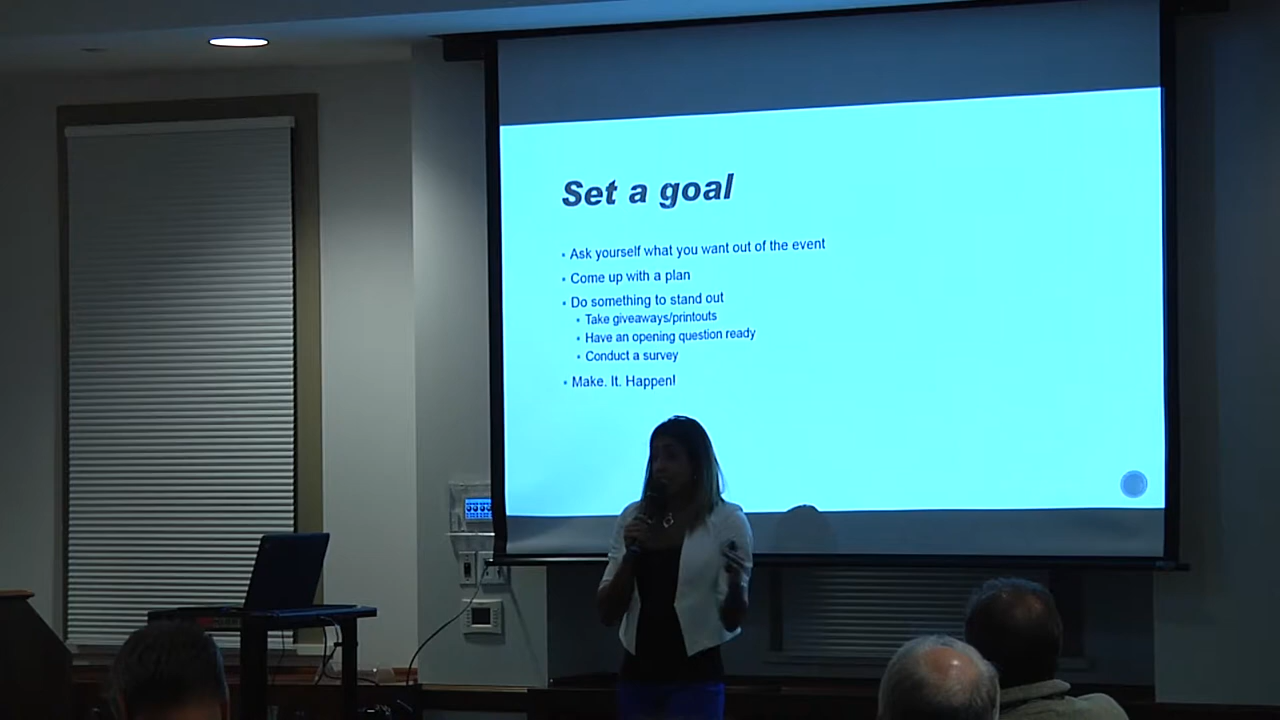 Set a goal
Ask yourself what you want out of the event
Come up with a plan
Do something to stand out
Take giveaways/printouts
Have an opening question ready
Conduct a survey
Make. It. Happen!